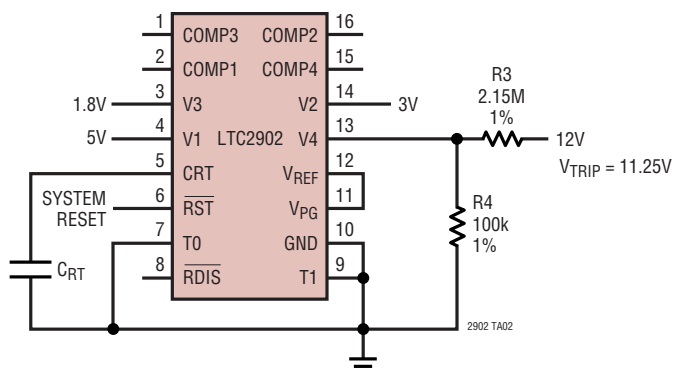 1 COMP3 COMP2 16
2 COMP1 COMP4 15
1.8V 3 V3 V2 14 3V
5V 4 V1 LTC2902 V4 13
R3
2.15M
1%
12V
VTRIP = 11.25V
5 CRT VREF 12
SYSTEM
RESET
6 RST VPG 11
7 T0 GND 10
8 RDIS T1 9
CRT
R4
100k
1%
2902 TA02